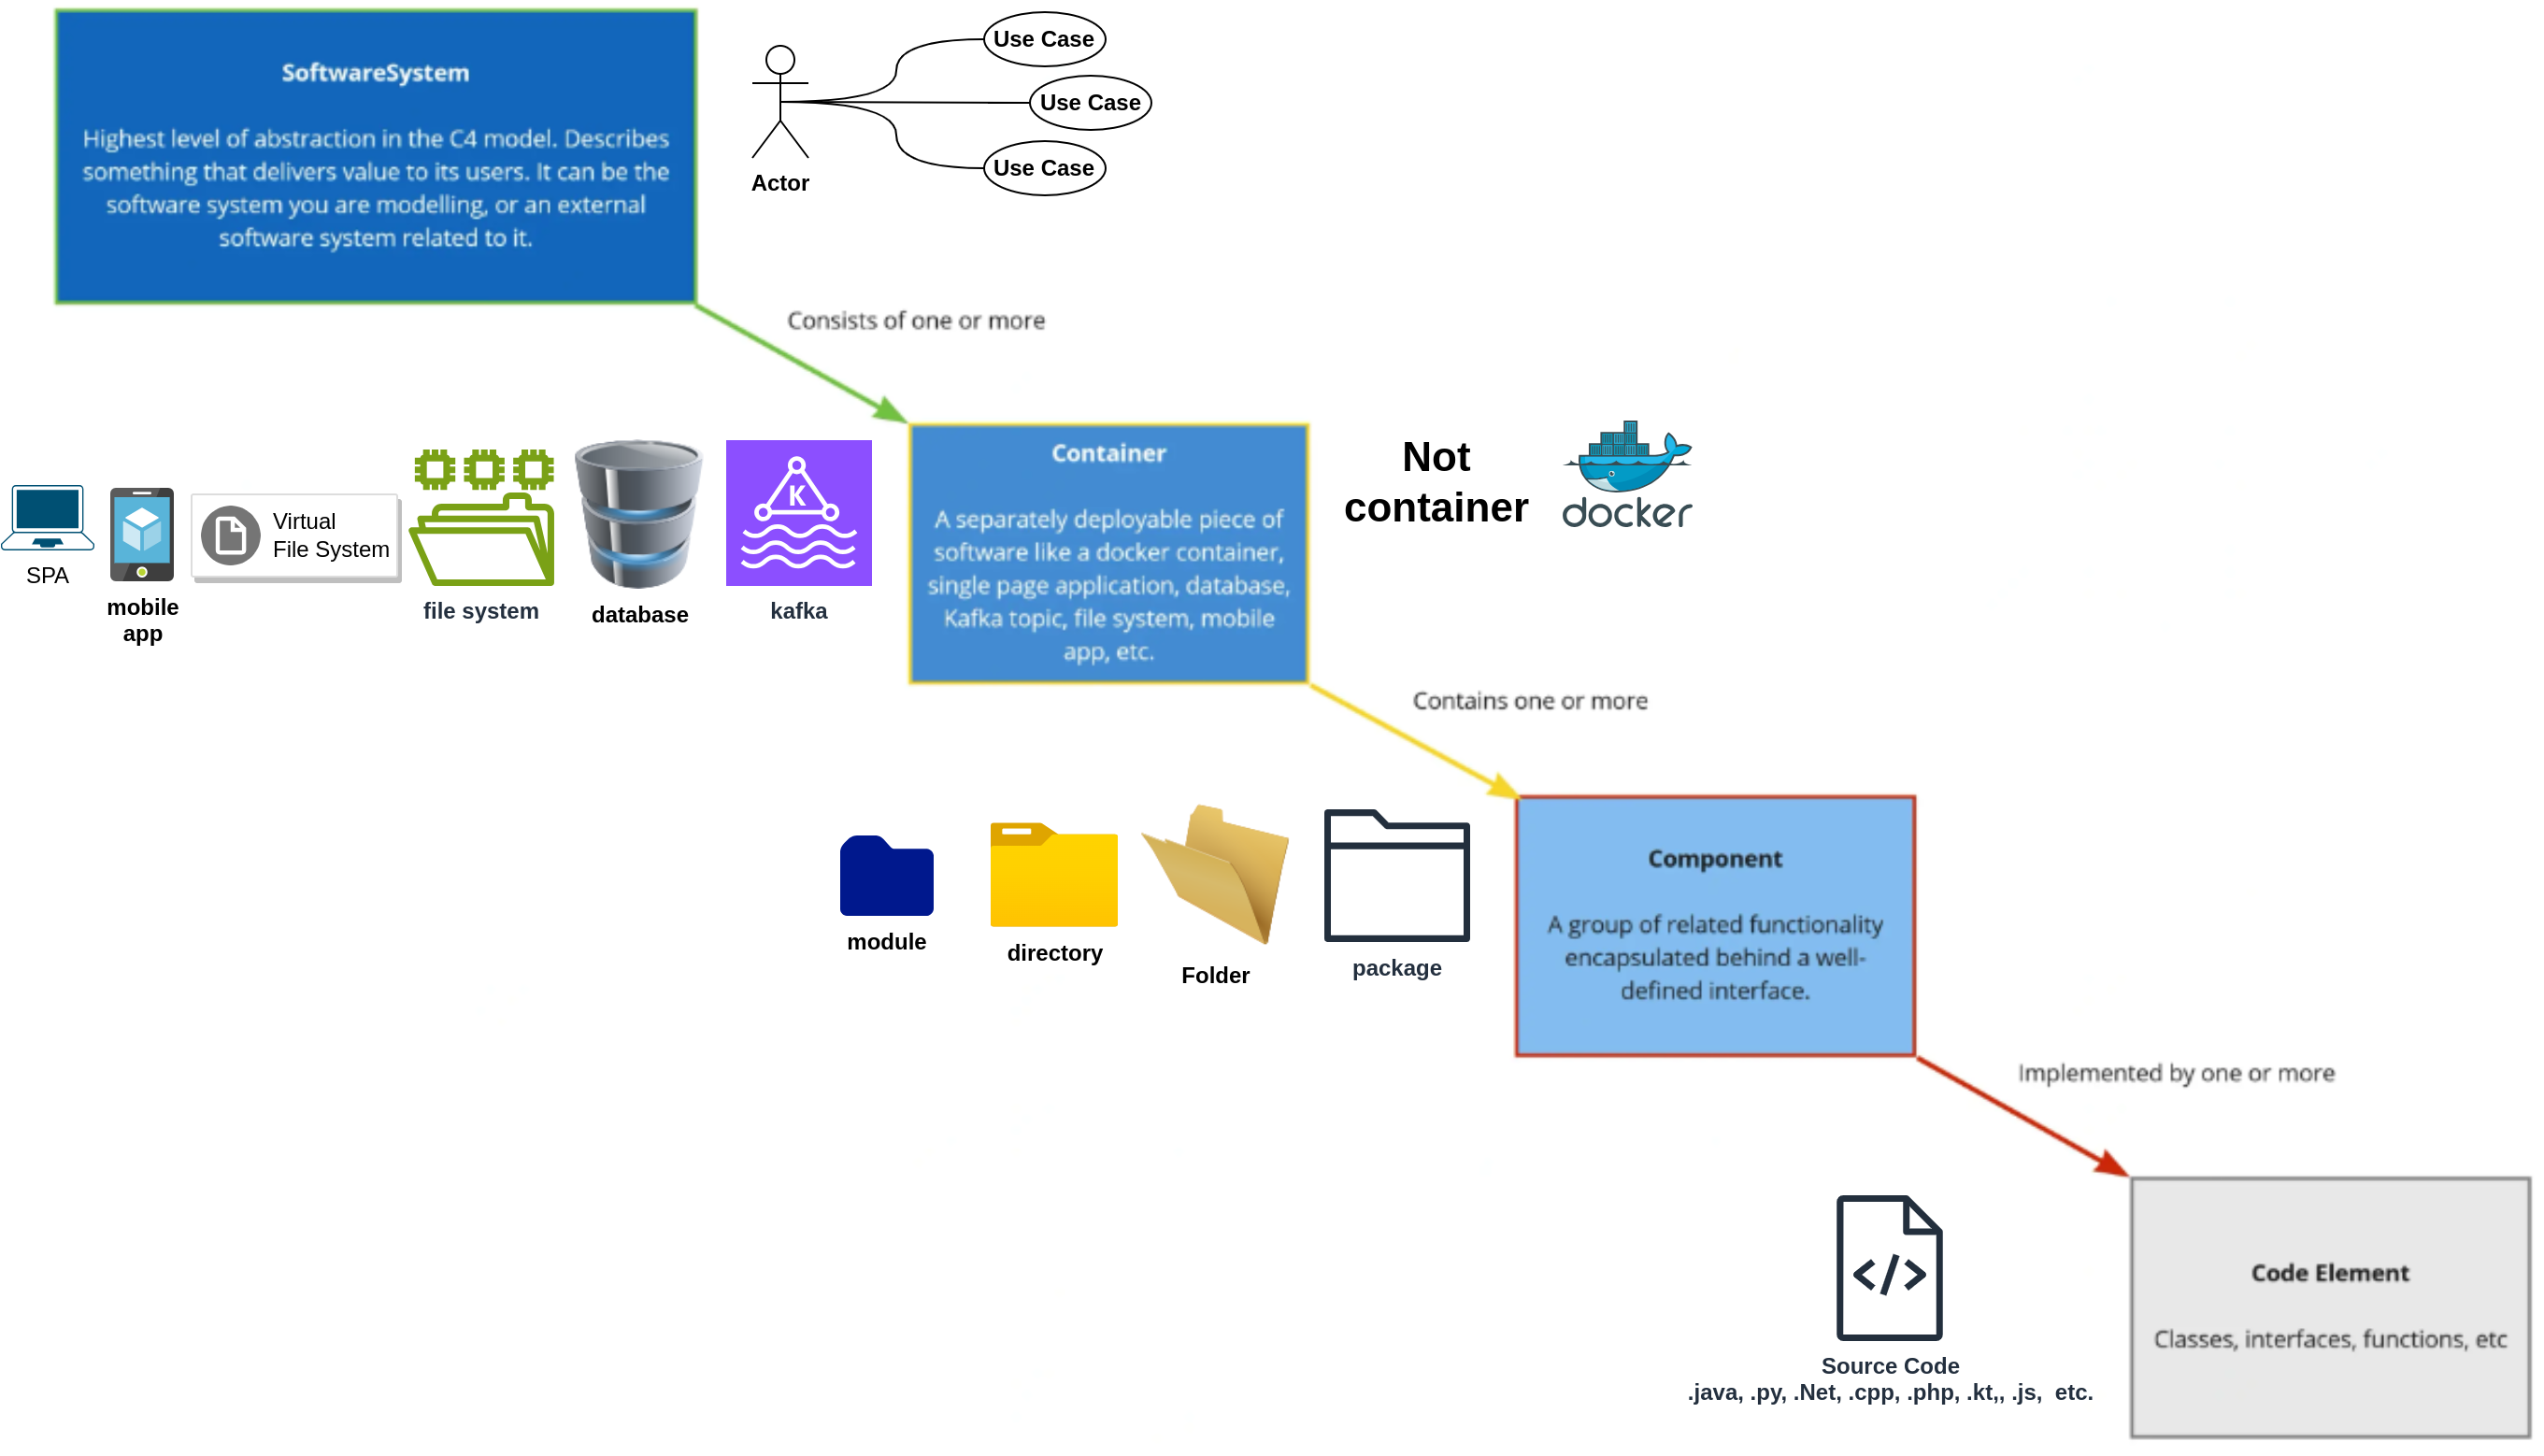 SoftwareSystem
Highest level of abstraction in the C4 model. Describes
something that delivers value to its users. It can be the
software system you are modelling, or an external
software system related to it.
Use Case
Use Case
Use Case
Actor
Consists of one or more
SPA
mobile
app
Virtual
File System
file system
database
K
kafka
Container
A separately deployable piece of
software like a docker container,
single page application, database,
Kafka topic, file system, mobile
app, etc.
Not
container
docker
Contains one or more
module
directory
Folder
package
Component
A group of related functionality
encapsulated behind a well-
defined interface.
Implemented by one or more
</>
Source Code
.java, .py, .Net, .cpp, .php, .kt,, .js,  etc.
Code Element
Classes, interfaces, functions, etc